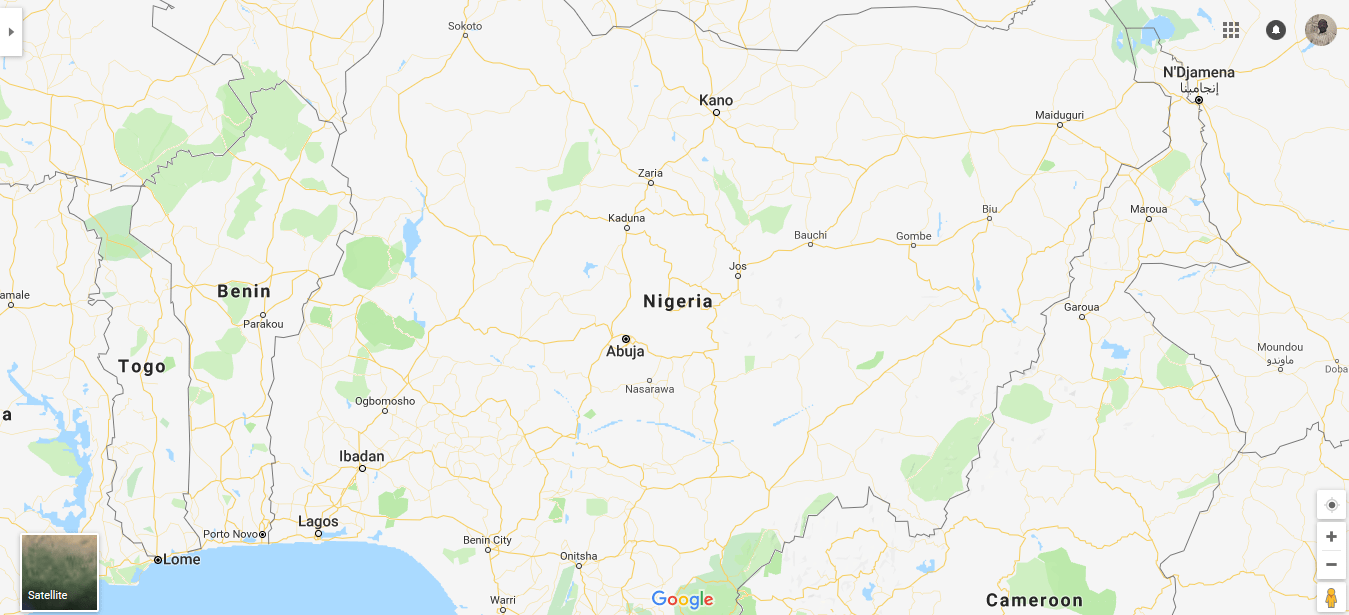 Sokoto
N'Djamena
إنجامينا
Kano
Maiduguri
Zaria
Biu
Maroua
Kaduna
Bauchi
Gombe
Jos
Benin
amale
Nigeria
Garoua
Parakou
Abuja
Moundou
ماوندو
Togo
Doba
Nasarawa
Ogbomosho
a
Ibadan
Lagos
Porto Novo
Benin City
Onitsha
Lome
Satellite
Warri
Google
Cameroon